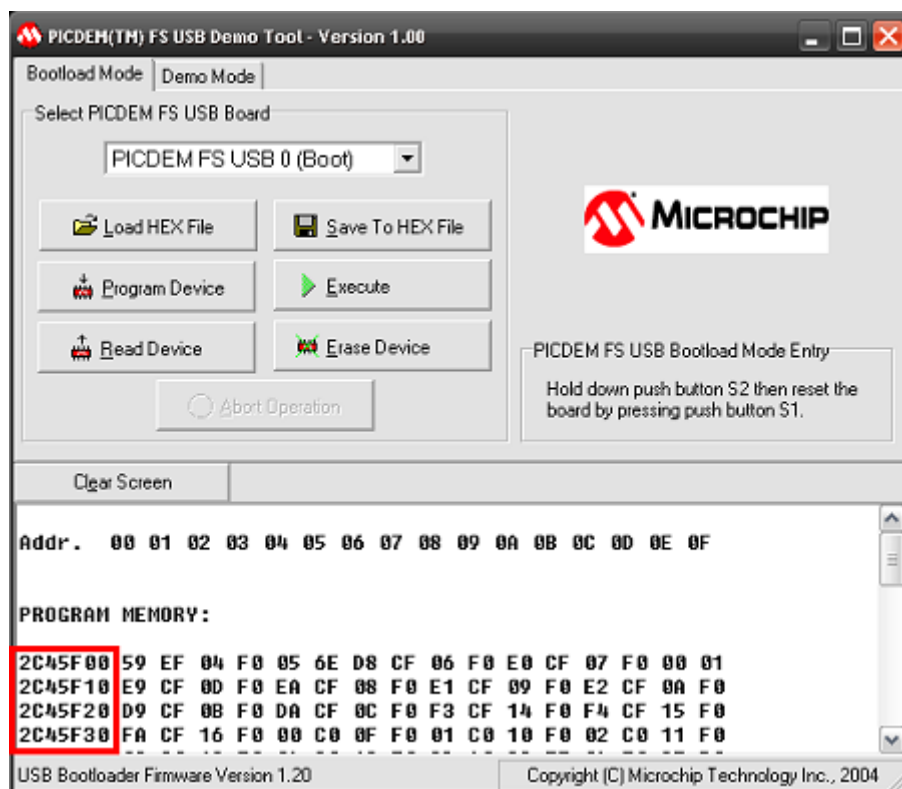 PICDEM(TM) FS USB Demo Tool - Version 1.00
Bootload Mode
Demo Mode
Select PICDEM FS USB Board
PICDEM FS USB 0 (Boot)
Load HEX File
Save To HEX File
Program Device
Execute
Read Device
Erase Device
Abort Operation
MICROCHIP
PICDEM FS USB Bootload Mode Entry
Hold down push button S2 then reset the
board by pressing push button S1.
Clear Screen
Addr. 00 01 02 03 04 05 06 07 08 09 0A 0B 0C 0D 0E 0F
PROGRAM MEMORY:
2C45F00 59 EF 04 F0 05 6E D8 CF 06 F0 E0 CF 07 F0 00 01
2C45F10 E9 CF 0D F0 EA CF 08 F0 E1 CF 09 F0 E2 CF 0A F0
2C45F20 D9 CF 0B F0 DA CF 0C F0 F3 CF 14 F0 F4 CF 15 F0
2C45F30 FA CF 16 F0 00 C0 0F F0 01 C0 10 F0 02 C0 11 F0
USB Bootloader Firmware Version 1.20
Copyright (C) Microchip Technology Inc., 2004